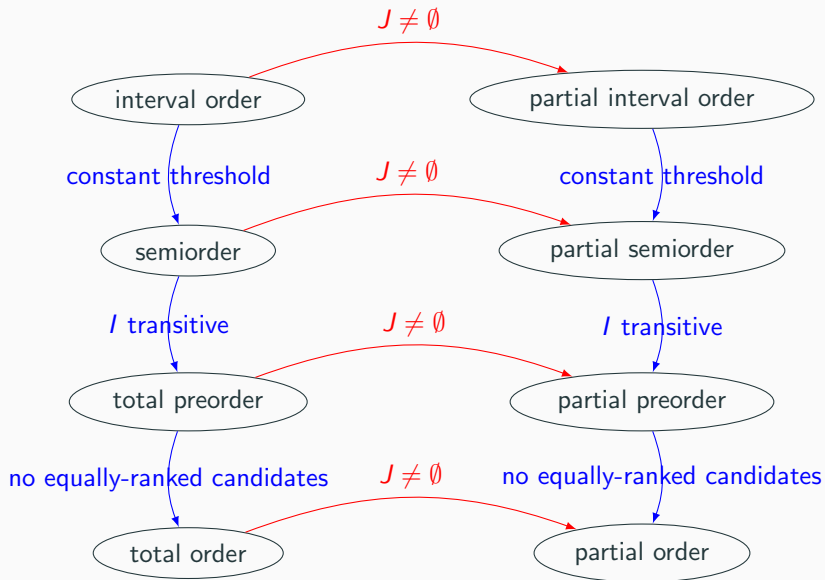 J ≠ ∅
interval order
partial interval order
constant threshold
J ≠ ∅
constant threshold
semiorder
partial semiorder
I transitive
J ≠ ∅
I transitive
total preorder
partial preorder
no equally-ranked candidates
J ≠ ∅
no equally-ranked candidates
total order
partial order